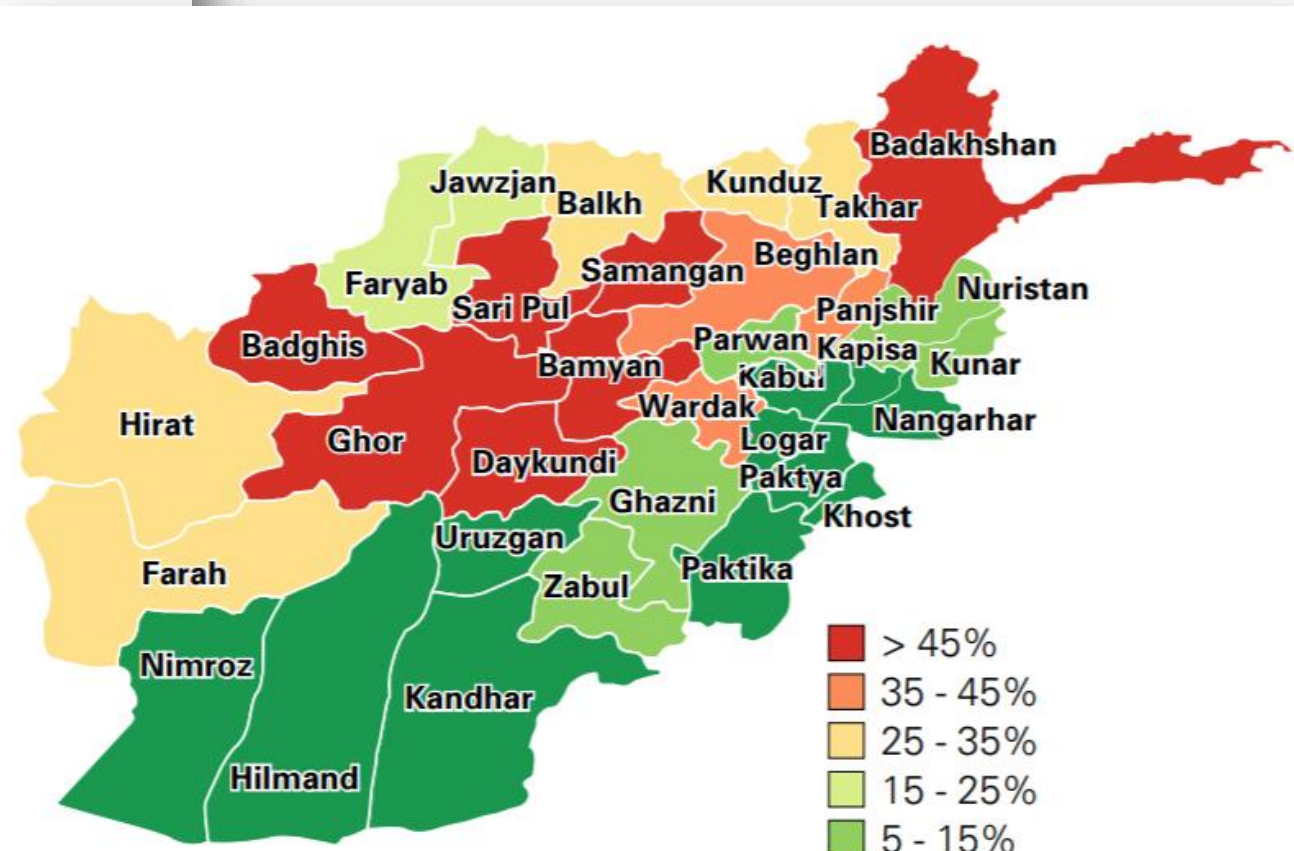 Badakhshan
Jawzjan
Kunduz
Balkh
Takhar
Beghlan
Samangan
Faryab
Nuristan
Sari Pul
Panjshir
Badghis
Parwan
Kapisa
Bamyan
Kunar
Kabul
Wardak
Hirat
Nangarhar
Ghor
Logar
Daykundi
Paktya
Ghazni
Khost
Uruzgan
Paktika
Farah
Zabul
Nimroz
Kandhar
Hilmand
> 45%
35 - 45%
25 - 35%
15 - 25%
5 - 15%